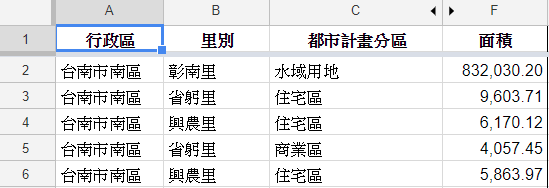 A B C F
1 行政區 里別 都市計畫分區 面積
2 台南市南區 彰南里 水域用地 832,030.20
3 台南市南區 省躬里 住宅區 9,603.71
4 台南市南區 興農里 住宅區 6,170.12
5 台南市南區 省躬里 商業區 4,057.45
6 台南市南區 興農里 住宅區 5,863.97